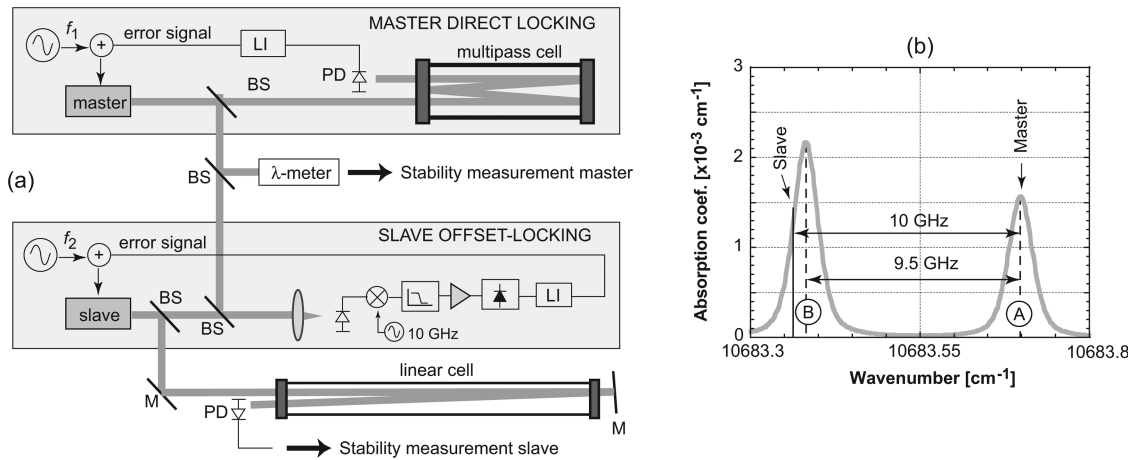 (a)
MASTER DIRECT LOCKING
f1
+
error signal
LI
multipass cell
PD
master
BS
BS
λ-meter
Stability measurement master
SLAVE OFFSET-LOCKING
f2
+
error signal
slave
BS
BS
LI
10 GHz
linear cell
M
PD
M
Stability measurement slave
(b)
Absorption coef. [x10-3 cm-1]
3
2
1
0
Slave
Master
10 GHz
9.5 GHz
B
A
10683.3
10683.55
10683.8
Wavenumber [cm-1]